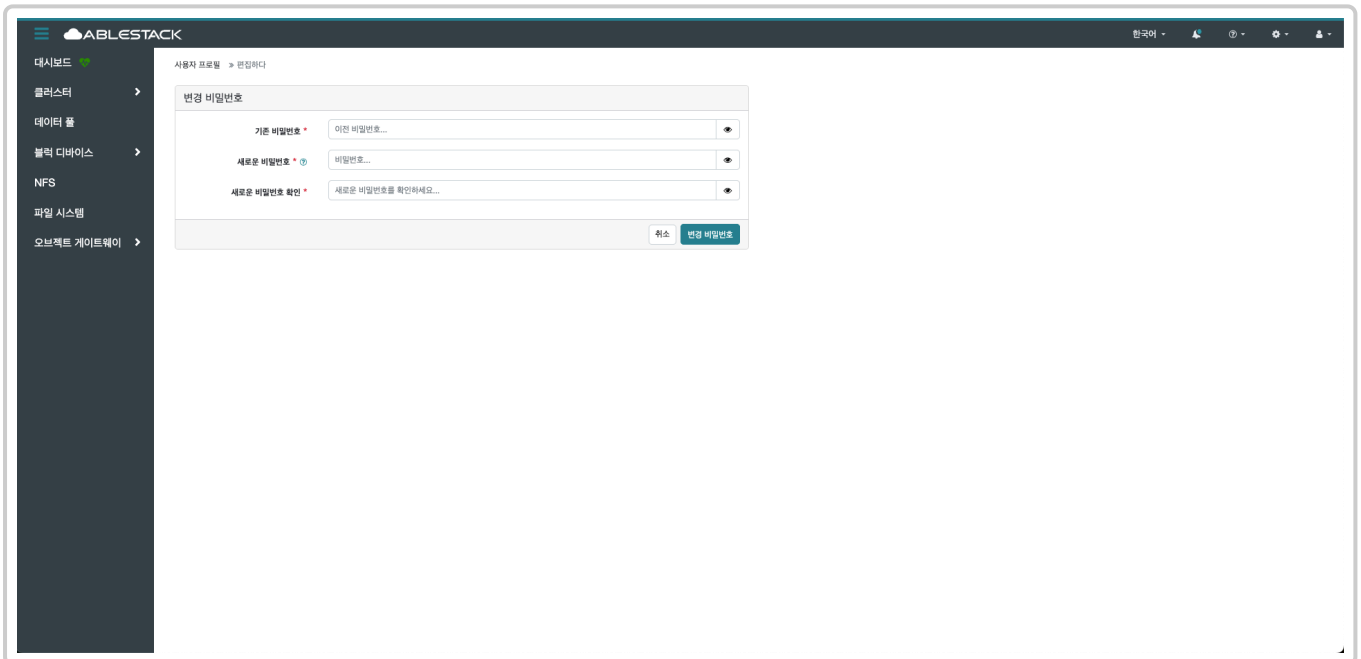 ABLESTACK
한국어
대시보드
클러스터
데이터 풀
블럭 디바이스
NFS
파일 시스템
오브젝트 게이트웨이
사용자 프로필 » 편집하다
변경 비밀번호
기존 비밀번호 * 이전 비밀번호...
새로운 비밀번호 * 비밀번호...
새로운 비밀번호 확인 * 새로운 비밀번호를 확인하세요...
취소 변경 비밀번호